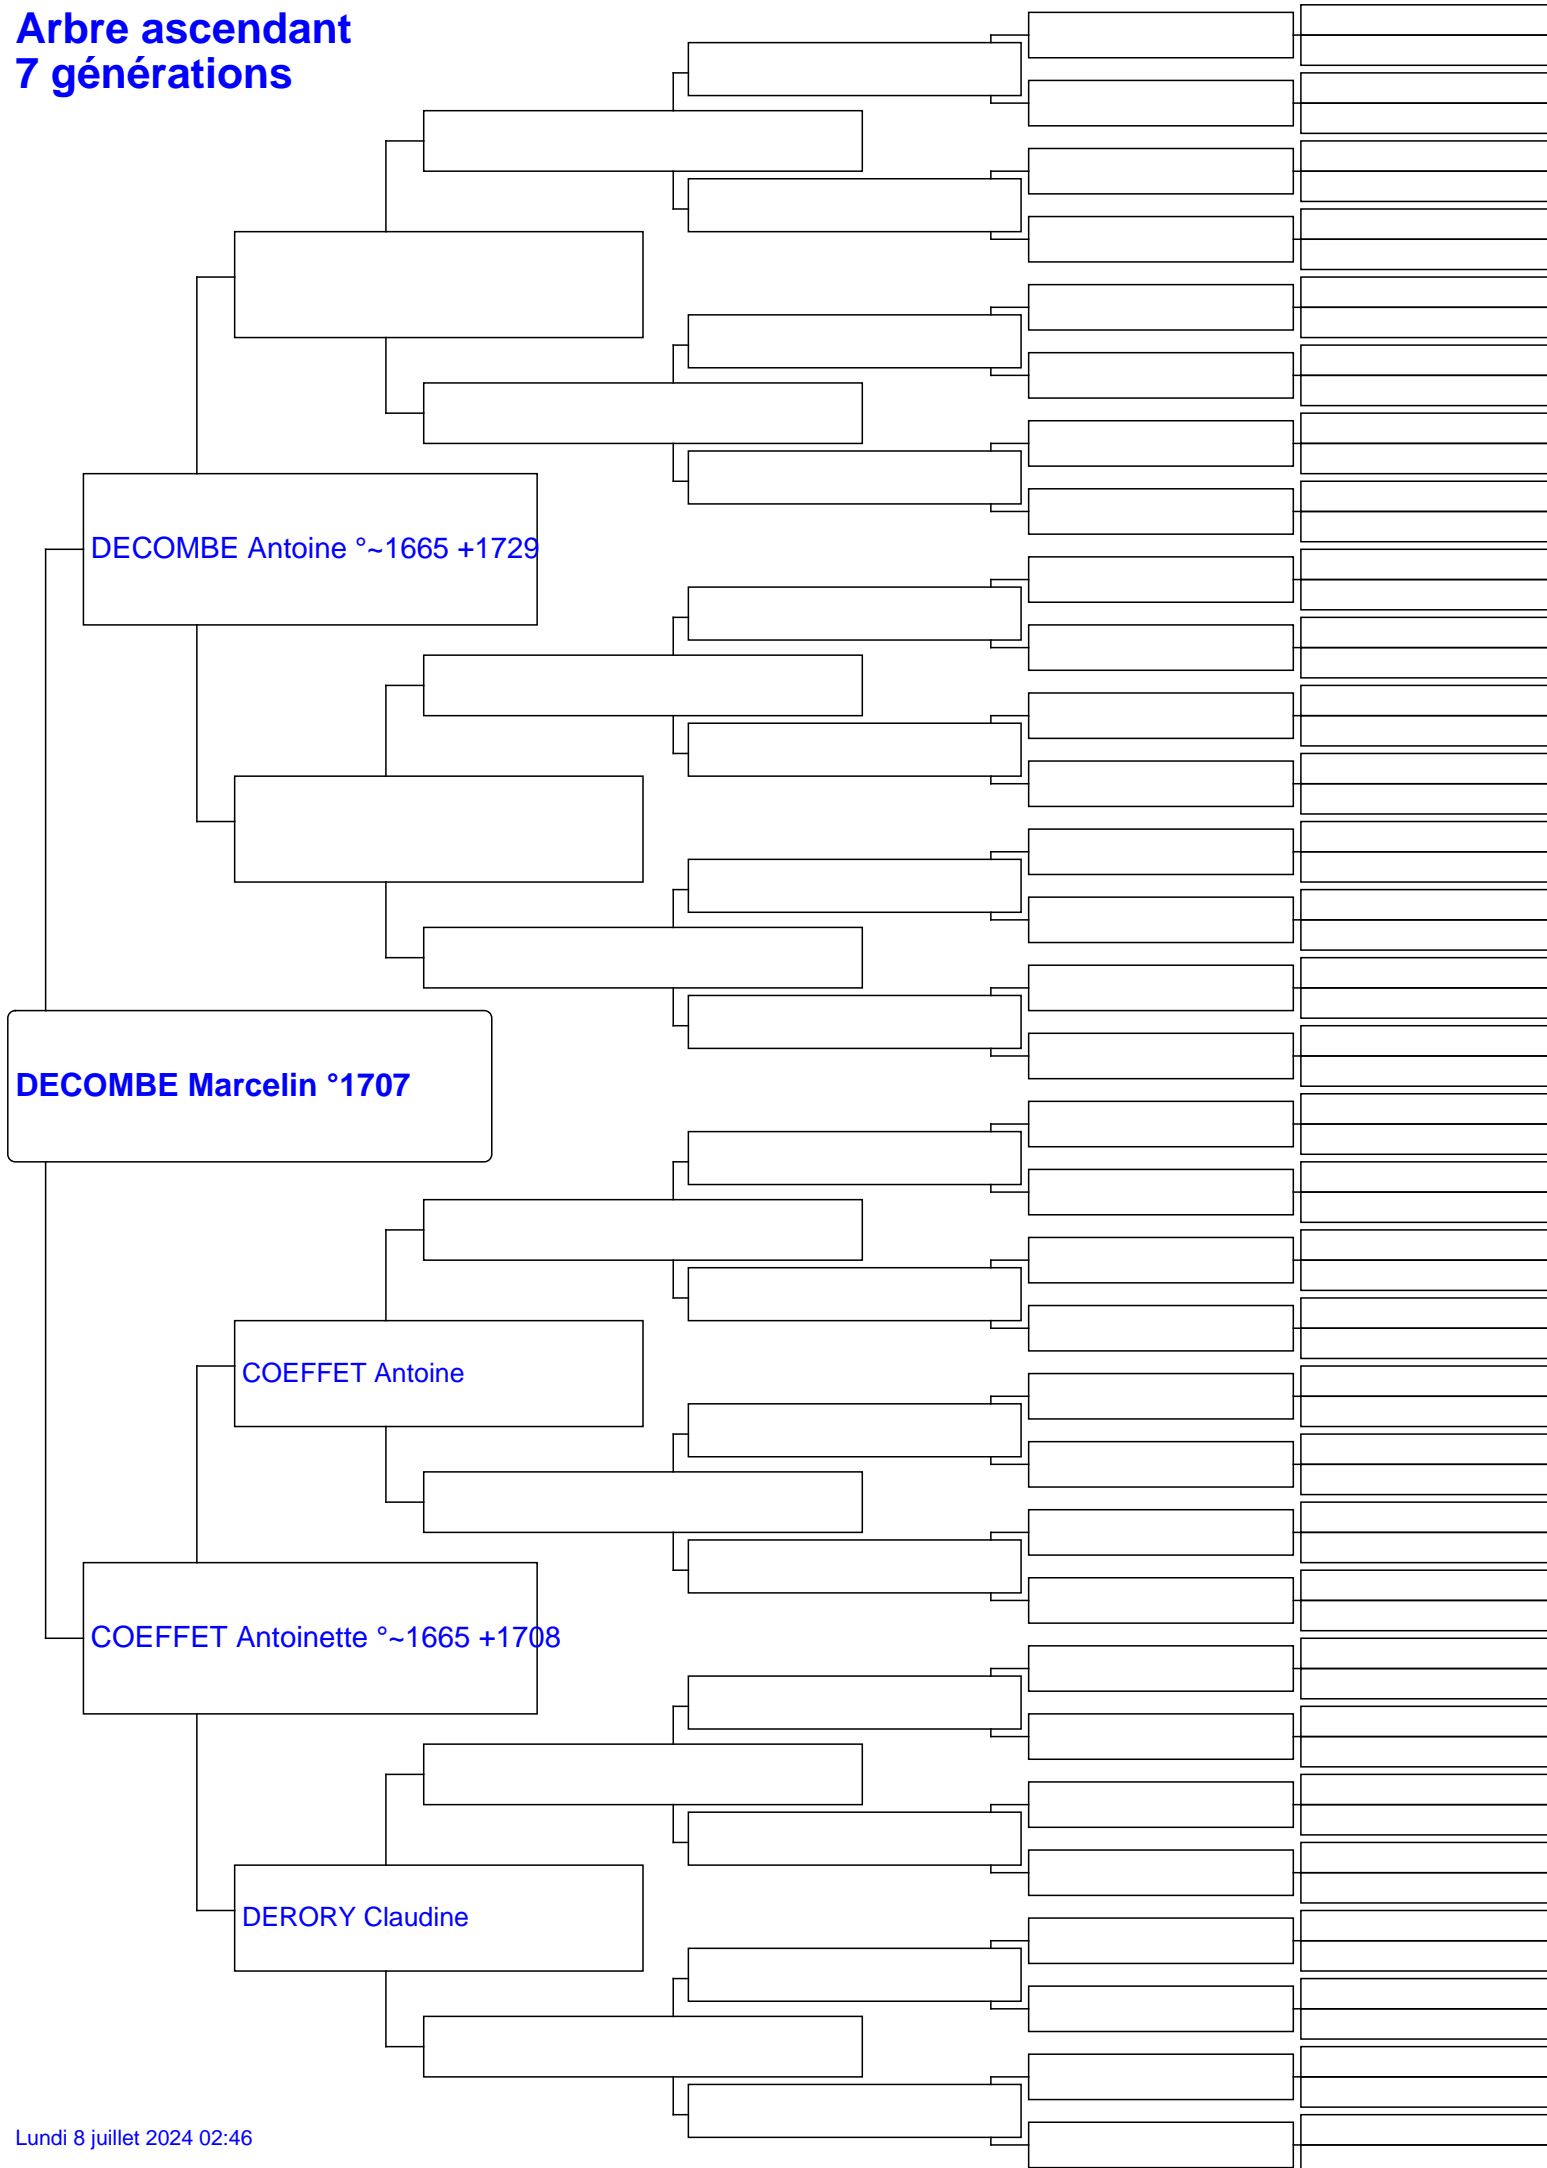 Arbre ascendant
7 générations
DECOMBE Antoine °~1665 +1729
DECOMBE Marcelin °1707
COEFFET Antoine
COEFFET Antoinette °~1665 +1708
DERORY Claudine
Lundi 8 juillet 2024 02:46